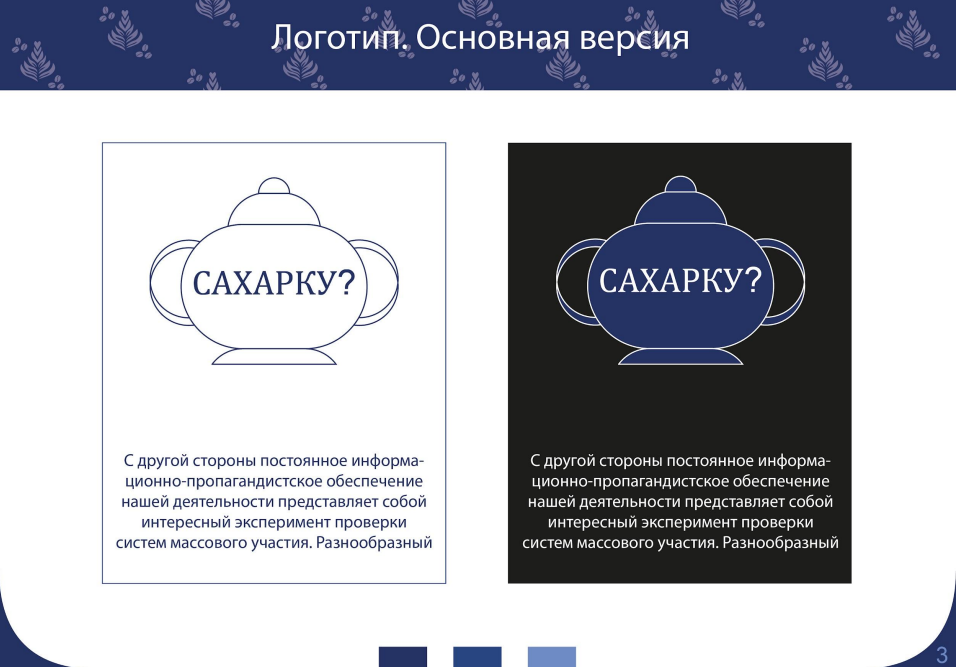 Логотип. Основная версия
САХАРКУ?
С другой стороны постоянное информа-
ционно-пропагандистское обеспечение
нашей деятельности представляет собой
интересный эксперимент проверки
систем массового участия. Разнообразный
САХАРКУ?
С другой стороны постоянное информа-
ционно-пропагандистское обеспечение
нашей деятельности представляет собой
интересный эксперимент проверки
систем массового участия. Разнообразный
3